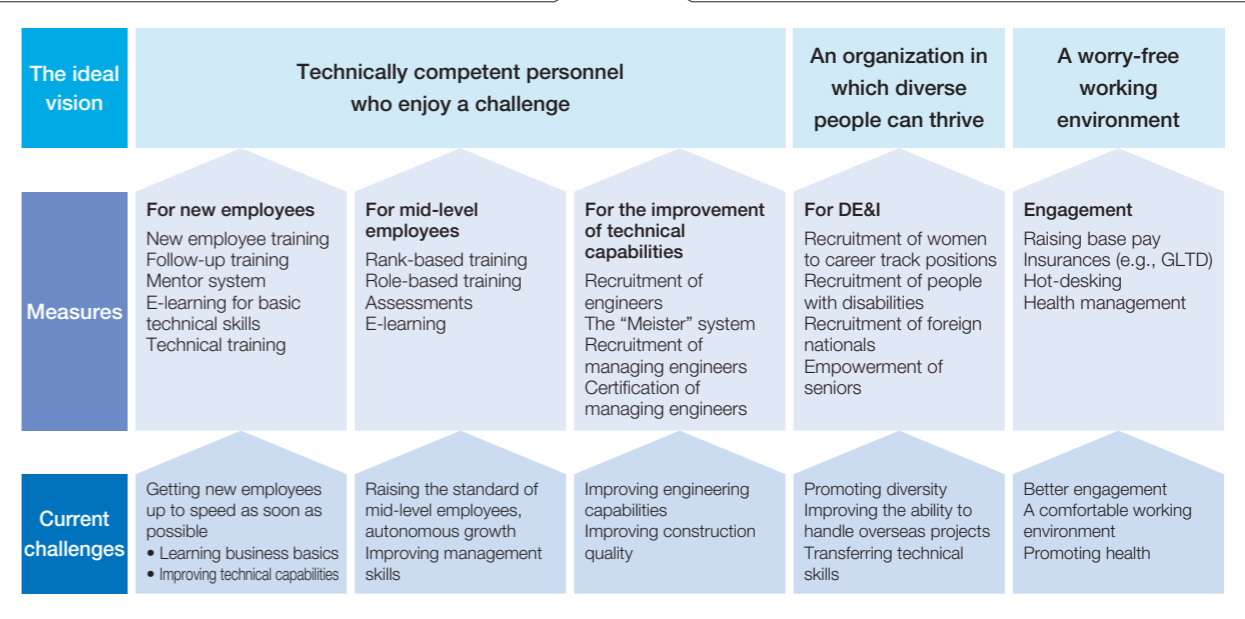 The ideal
vision
Technically competent personnel
who enjoy a challenge
An organization in
which diverse
people can thrive
A worry-free
working
environment
Measures
For new employees
New employee training
Follow-up training
Mentor system
E-learning for basic
technical skills
Technical training
For mid-level
employees
Rank-based training
Role-based training
Assessments
E-learning
For the improvement
of technical
capabilities
Recruitment of
engineers
The “Meister” system
Recruitment of
managing engineers
Certification of
managing engineers
For DE&I
Recruitment of women
to career track positions
Recruitment of people
with disabilities
Recruitment of foreign
nationals
Empowerment of
seniors
Engagement
Raising base pay
Insurances (e.g., GLTD)
Hot-desking
Health management
Current
challenges
Getting new employees
up to speed as soon as
possible
• Learning business basics
• Improving technical capabilities
Raising the standard of
mid-level employees,
autonomous growth
Improving management
skills
Improving engineering
capabilities
Improving construction
quality
Promoting diversity
Improving the ability to
handle overseas projects
Transferring technical
skills
Better engagement
A comfortable working
environment
Promoting health